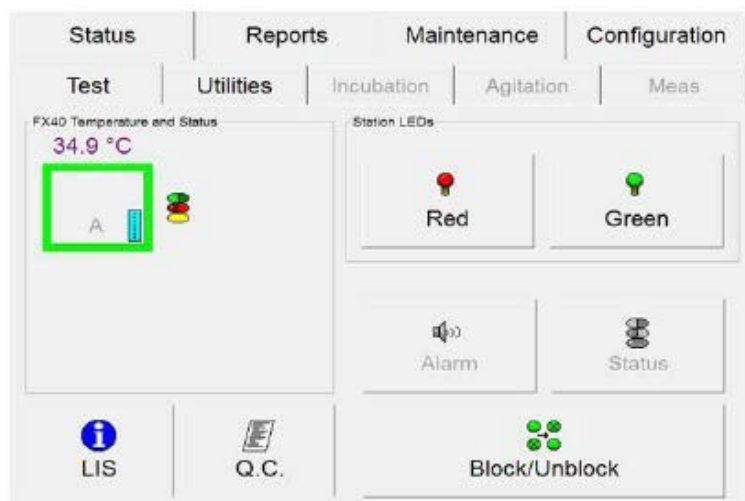 Status Reports Maintenance Configuration
Test Utilities Incubation Agitation Meas
FX40 Temperature and Status
34.9 °C
A
Station LEDs
Red Green
Alarm Status
LIS Q.C. Block/Unblock